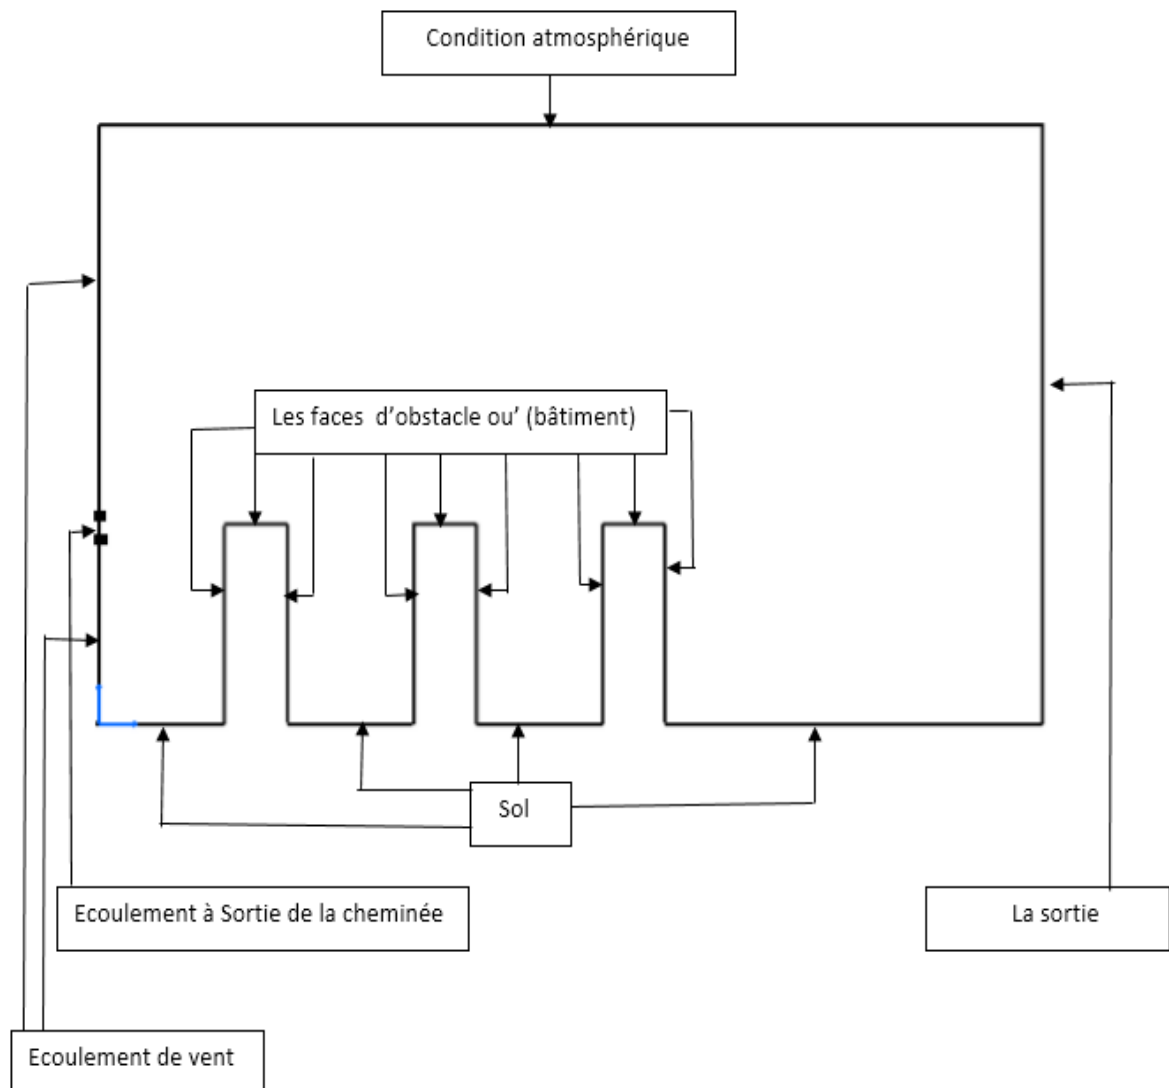 Condition atmosphérique
Les faces d'obstacle ou' (bâtiment)
Sol
Ecoulement à Sortie de la cheminée
La sortie
Ecoulement de vent